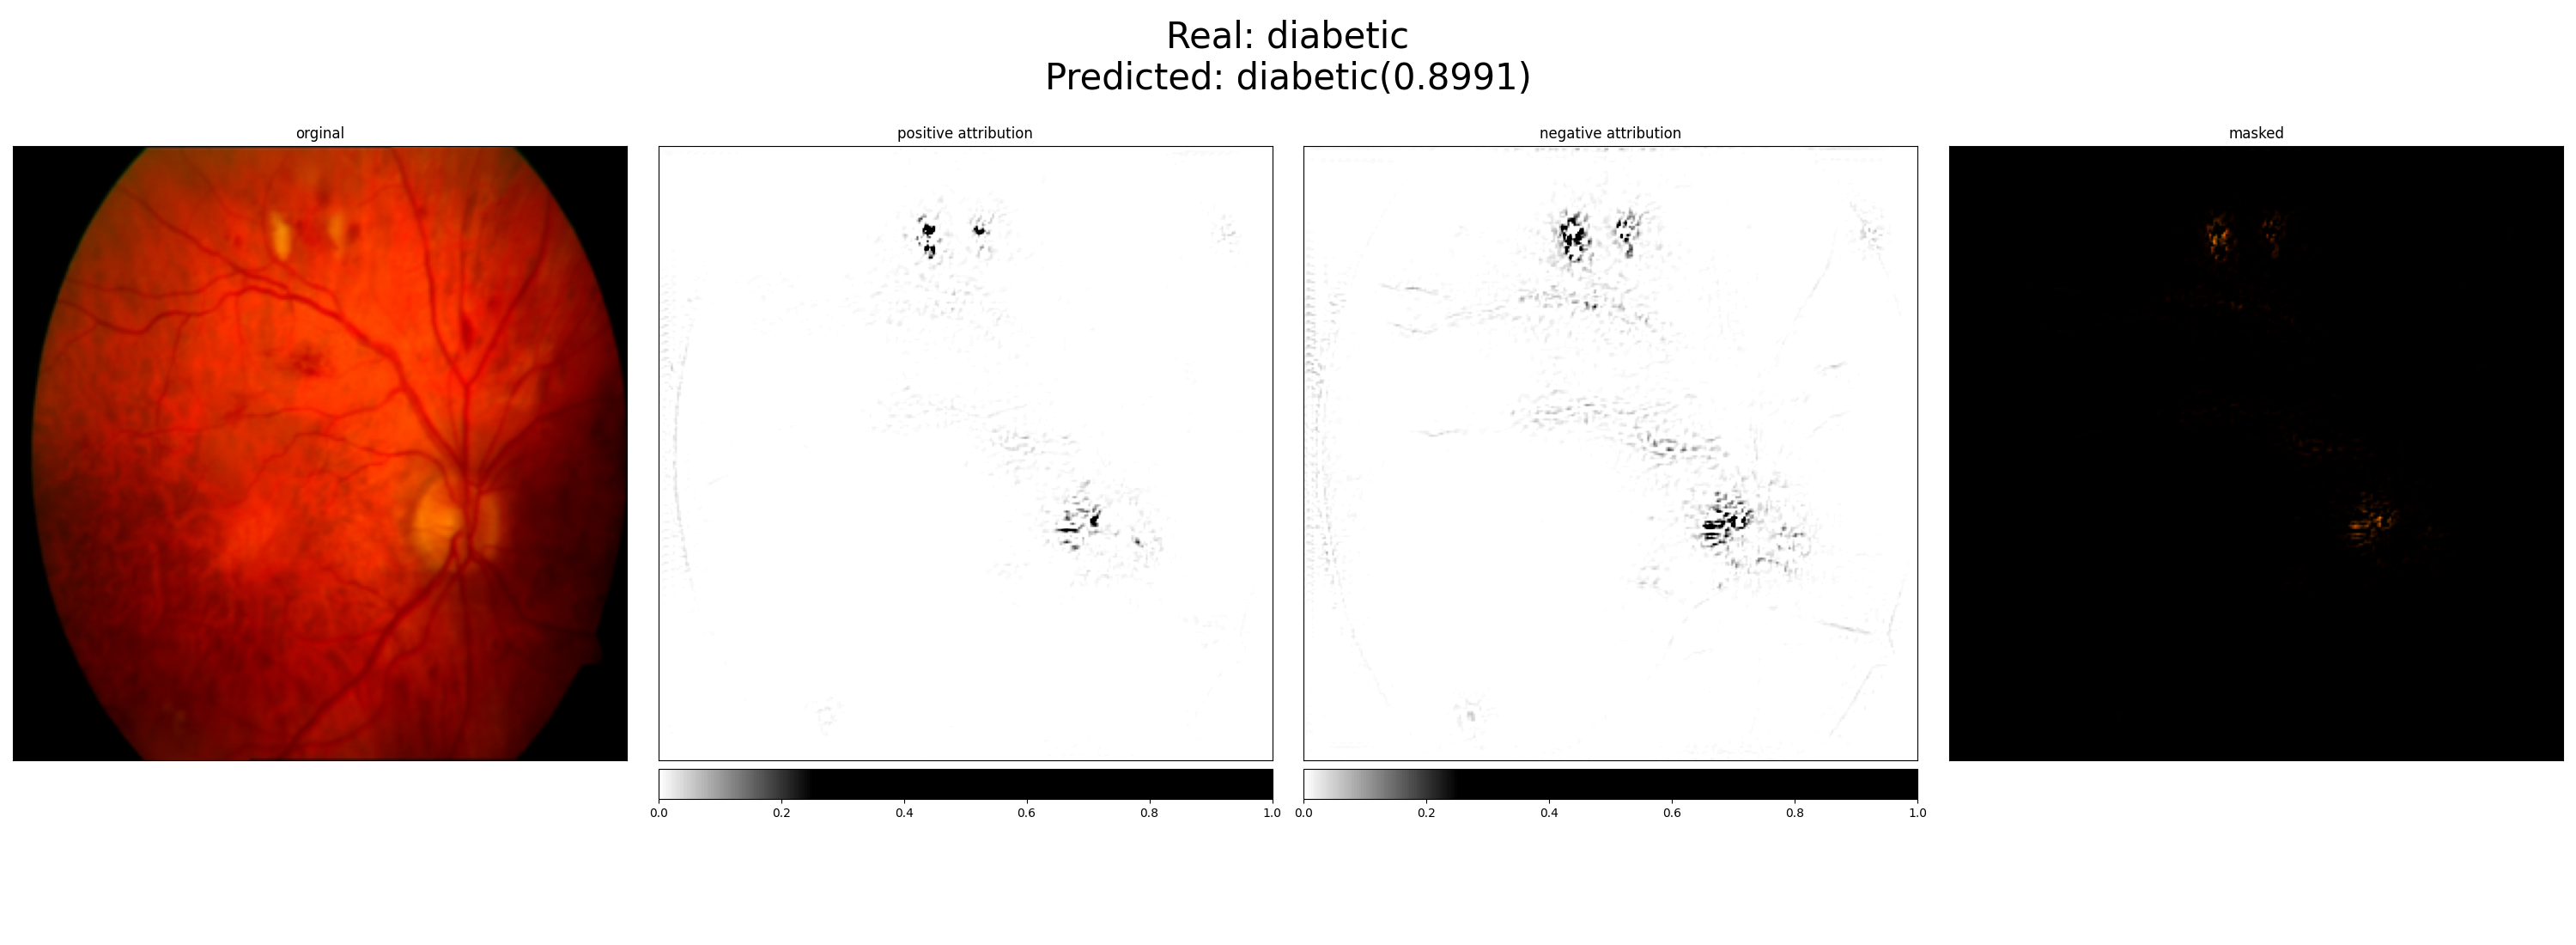 Real: diabetic
Predicted: diabetic(0.8991)
orginal
positive attribution
negative attribution
masked
0.0 0.2 0.4 0.6 0.8 1.0
0.0 0.2 0.4 0.6 0.8 1.0